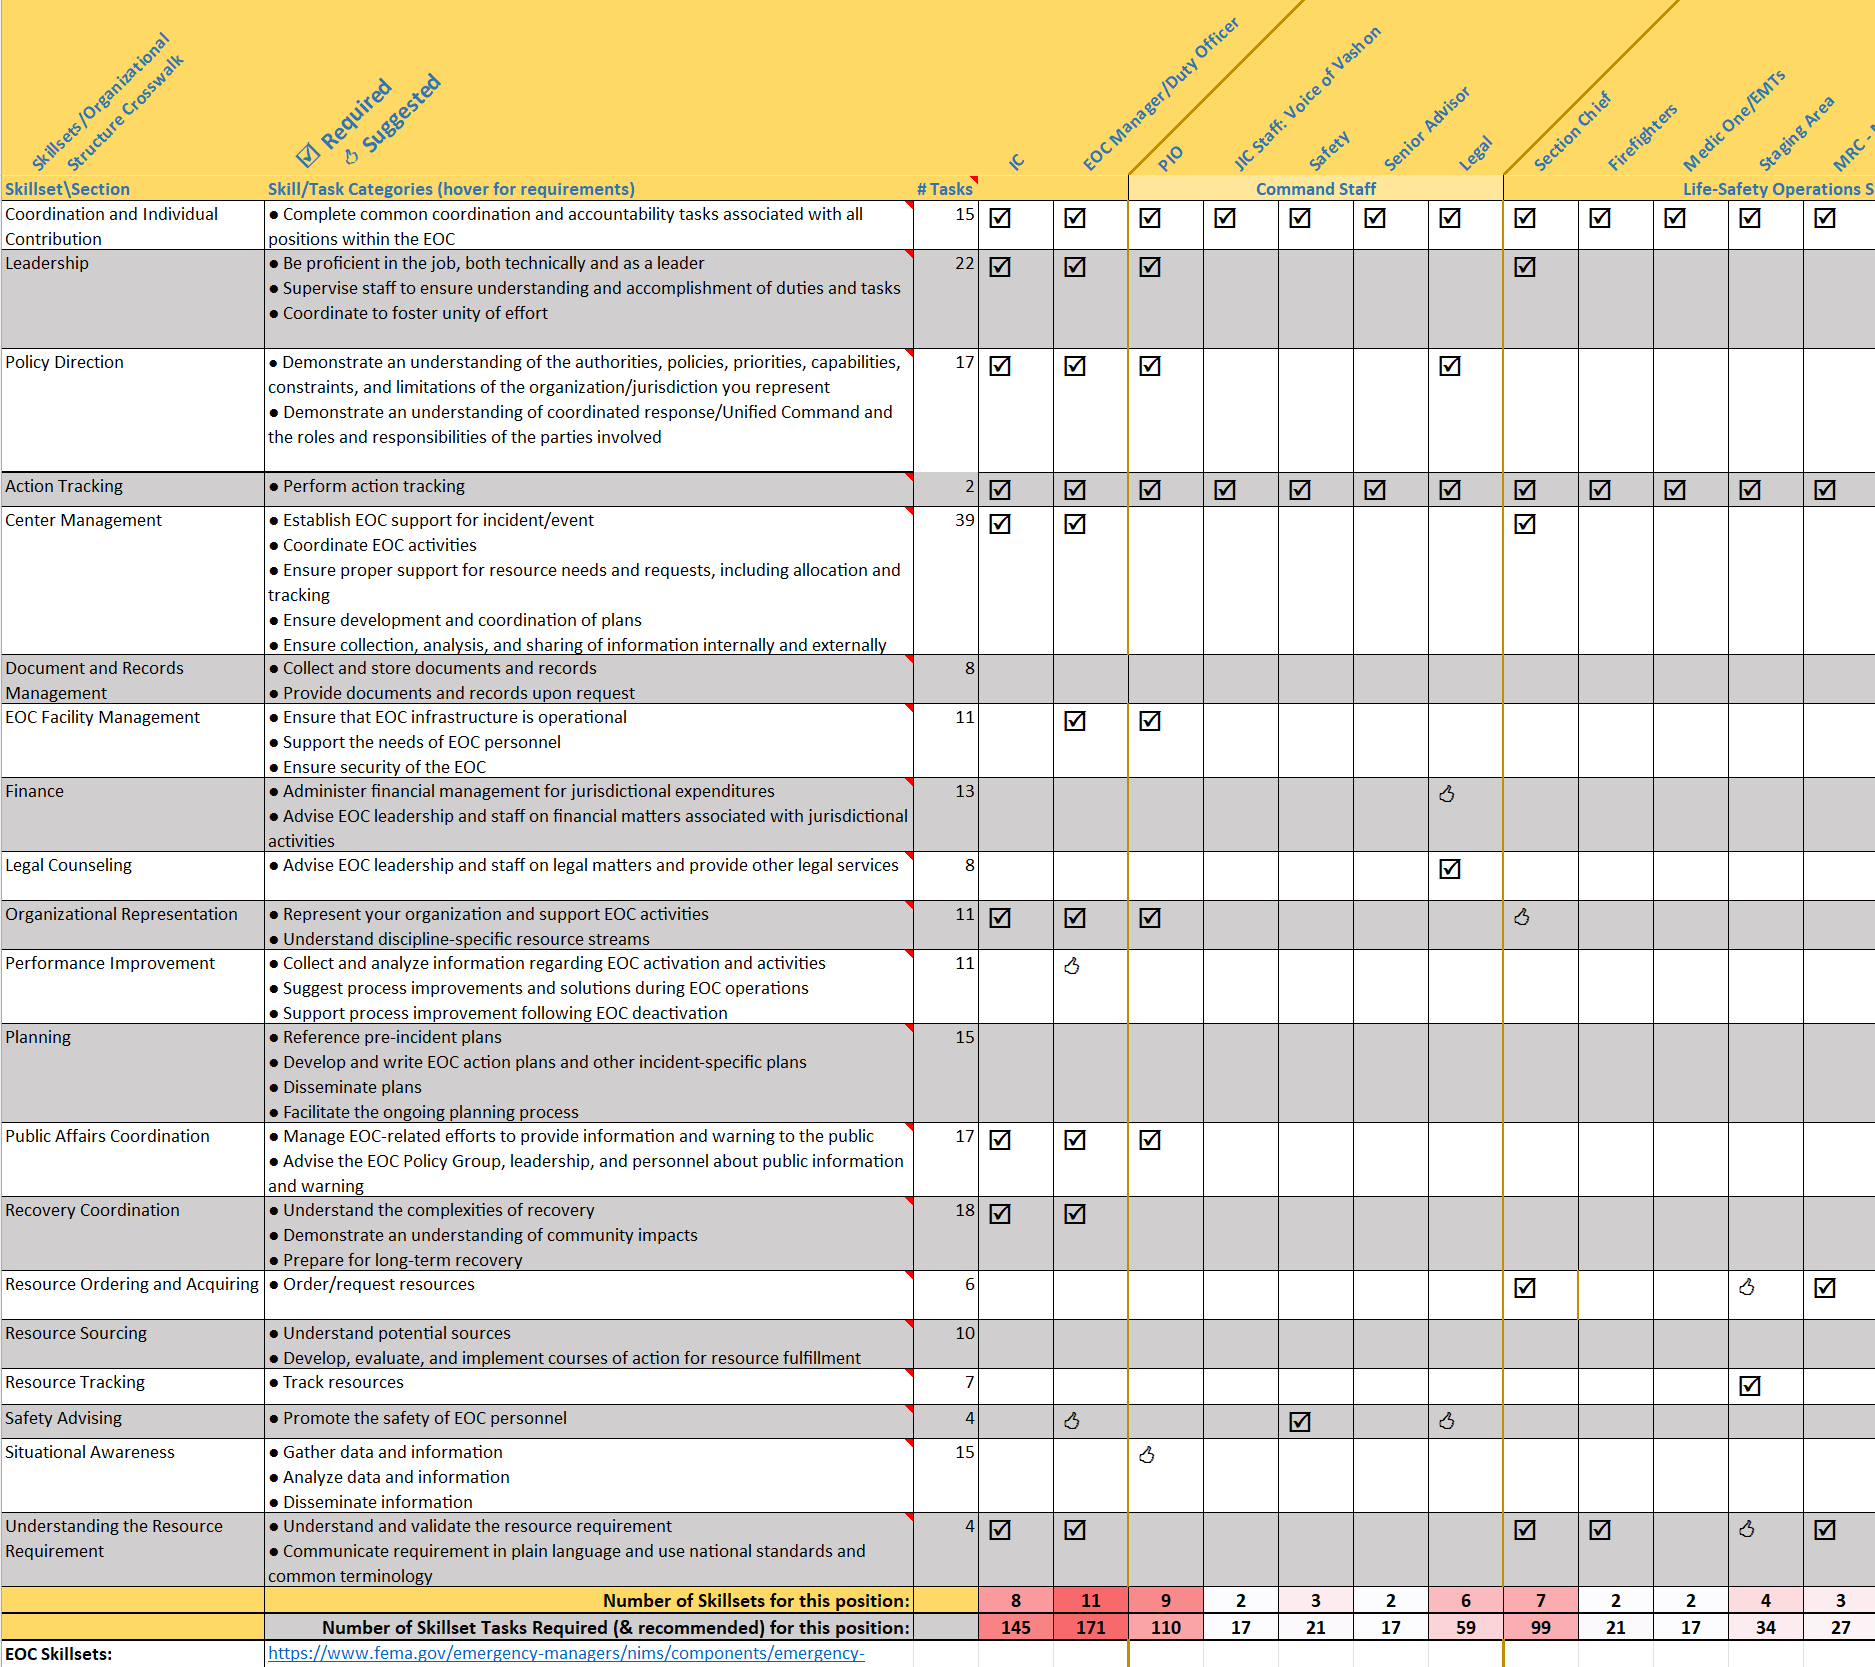 Skillsets/Organizational
Structure Crosswalk
☑ Required
👍 Suggested
IC
EOC Manager/Duty Officer
PIO
JIC Staff: Voice of Vashon
Safety
Senior Advisor
Legal
Section Chief
Firefighters
Medic One/EMTs
Staging Area
MRC -
Skillset\Section Skill/Task Categories (hover for requirements) # Tasks Command Staff Life-Safety Operations S
Coordination and Individual
Contribution
● Complete common coordination and accountability tasks associated with all
positions within the EOC
15 ☑ ☑ ☑ ☑ ☑ ☑ ☑ ☑ ☑ ☑ ☑ ☑
Leadership
● Be proficient in the job, both technically and as a leader
● Supervise staff to ensure understanding and accomplishment of duties and tasks
● Coordinate to foster unity of effort
22 ☑ ☑ ☑ ☑
Policy Direction
● Demonstrate an understanding of the authorities, policies, priorities, capabilities,
constraints, and limitations of the organization/jurisdiction you represent
● Demonstrate an understanding of coordinated response/Unified Command and
the roles and responsibilities of the parties involved
17 ☑ ☑ ☑ ☑
Action Tracking
● Perform action tracking
2 ☑ ☑ ☑ ☑ ☑ ☑ ☑ ☑ ☑ ☑ ☑ ☑
Center Management
● Establish EOC support for incident/event
● Coordinate EOC activities
● Ensure proper support for resource needs and requests, including allocation and
tracking
● Ensure development and coordination of plans
● Ensure collection, analysis, and sharing of information internally and externally
39 ☑ ☑ ☑
Document and Records
Management
● Collect and store documents and records
● Provide documents and records upon request
8
EOC Facility Management
● Ensure that EOC infrastructure is operational
● Support the needs of EOC personnel
● Ensure security of the EOC
11 ☑ ☑
Finance
● Administer financial management for jurisdictional expenditures
● Advise EOC leadership and staff on financial matters associated with jurisdictional
activities
13 👍
Legal Counseling
● Advise EOC leadership and staff on legal matters and provide other legal services
8 ☑
Organizational Representation
● Represent your organization and support EOC activities
● Understand discipline-specific resource streams
11 ☑ ☑ ☑ 👍
Performance Improvement
● Collect and analyze information regarding EOC activation and activities
● Suggest process improvements and solutions during EOC operations
● Support process improvement following EOC deactivation
11 👍
Planning
● Reference pre-incident plans
● Develop and write EOC action plans and other incident-specific plans
● Disseminate plans
● Facilitate the ongoing planning process
15
Public Affairs Coordination
● Manage EOC-related efforts to provide information and warning to the public
● Advise the EOC Policy Group, leadership, and personnel about public information
and warning
17 ☑ ☑ ☑
Recovery Coordination
● Understand the complexities of recovery
● Demonstrate an understanding of community impacts
● Prepare for long-term recovery
18 ☑ ☑
Resource Ordering and Acquiring
● Order/request resources
6 ☑ 👍 ☑
Resource Sourcing
● Understand potential sources
● Develop, evaluate, and implement courses of action for resource fulfillment
10
Resource Tracking
● Track resources
7 ☑
Safety Advising
● Promote the safety of EOC personnel
4 👍 ☑ 👍
Situational Awareness
● Gather data and information
● Analyze data and information
● Disseminate information
15 👍
Understanding the Resource
Requirement
● Understand and validate the resource requirement
● Communicate requirement in plain language and use national standards and
common terminology
4 ☑ ☑ ☑ ☑ 👍 ☑
Number of Skillsets for this position: 8 11 9 2 3 2 6 7 2 2 4 3
Number of Skillset Tasks Required (& recommended) for this position: 145 171 110 17 21 17 59 99 21 17 34 27
EOC Skillsets: https://www.fema.gov/emergency-managers/nims/components/emergency-